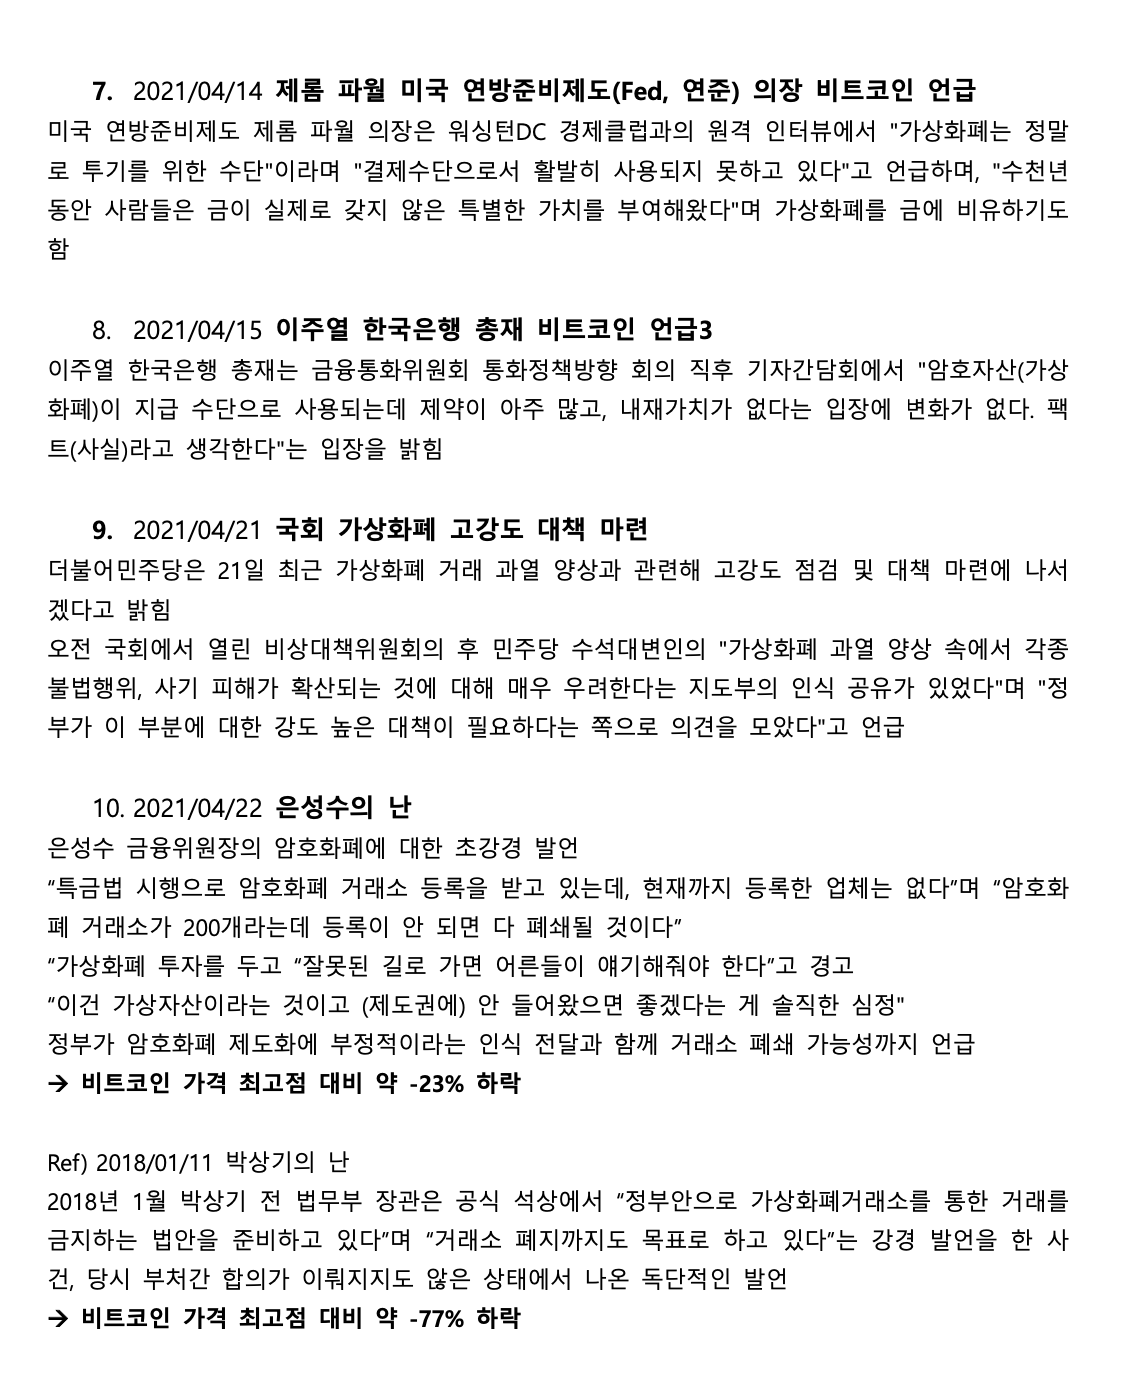 7. 2021/04/14 제롬 파월 미국 연방준비제도(Fed, 연준) 의장 비트코인 언급
미국 연방준비제도 제롬 파월 의장은 워싱턴DC 경제클럽과의 원격 인터뷰에서 "가상화폐는 정말
로 투기를 위한 수단"이라며 "결제수단으로서 활발히 사용되지 못하고 있다"고 언급하며, "수천년
동안 사람들은 금이 실제로 갖지 않은 특별한 가치를 부여해왔다"며 가상화폐를 금에 비유하기도
함
8. 2021/04/15 이주열 한국은행 총재 비트코인 언급3
이주열 한국은행 총재는 금융통화위원회 통화정책방향 회의 직후 기자간담회에서 "암호자산(가상
화폐)이 지급 수단으로 사용되는데 제약이 아주 많고, 내재가치가 없다는 입장에 변화가 없다. 팩
트(사실)라고 생각한다"는 입장을 밝힘
9. 2021/04/21 국회 가상화폐 고강도 대책 마련
더불어민주당은 21일 최근 가상화폐 거래 과열 양상과 관련해 고강도 점검 및 대책 마련에 나서
겠다고 밝힘
오전 국회에서 열린 비상대책위원회의 후 민주당 수석대변인의 "가상화폐 과열 양상 속에서 각종
불법행위, 사기 피해가 확산되는 것에 대해 매우 우려한다는 지도부의 인식 공유가 있었다"며 "정
부가 이 부분에 대한 강도 높은 대책이 필요하다는 쪽으로 의견을 모았다"고 언급
10. 2021/04/22 은성수의 난
은성수 금융위원장의 암호화폐에 대한 초강경 발언
“특금법 시행으로 암호화폐 거래소 등록을 받고 있는데, 현재까지 등록한 업체는 없다”며 “암호화
폐 거래소가 200개라는데 등록이 안 되면 다 폐쇄될 것이다”
“가상화폐 투자를 두고 “잘못된 길로 가면 어른들이 얘기해줘야 한다”고 경고
“이건 가상자산이라는 것이고 (제도권에) 안 들어왔으면 좋겠다는 게 솔직한 심정"
정부가 암호화폐 제도화에 부정적이라는 인식 전달과 함께 거래소 폐쇄 가능성까지 언급
→ 비트코인 가격 최고점 대비 약 -23% 하락
Ref) 2018/01/11 박상기의 난
2018년 1월 박상기 전 법무부 장관은 공식 석상에서 “정부안으로 가상화폐거래소를 통한 거래를
금지하는 법안을 준비하고 있다”며 “거래소 폐지까지도 목표로 하고 있다”는 강경 발언을 한 사
건, 당시 부처간 합의가 이뤄지지도 않은 상태에서 나온 독단적인 발언
→ 비트코인 가격 최고점 대비 약 -77% 하락